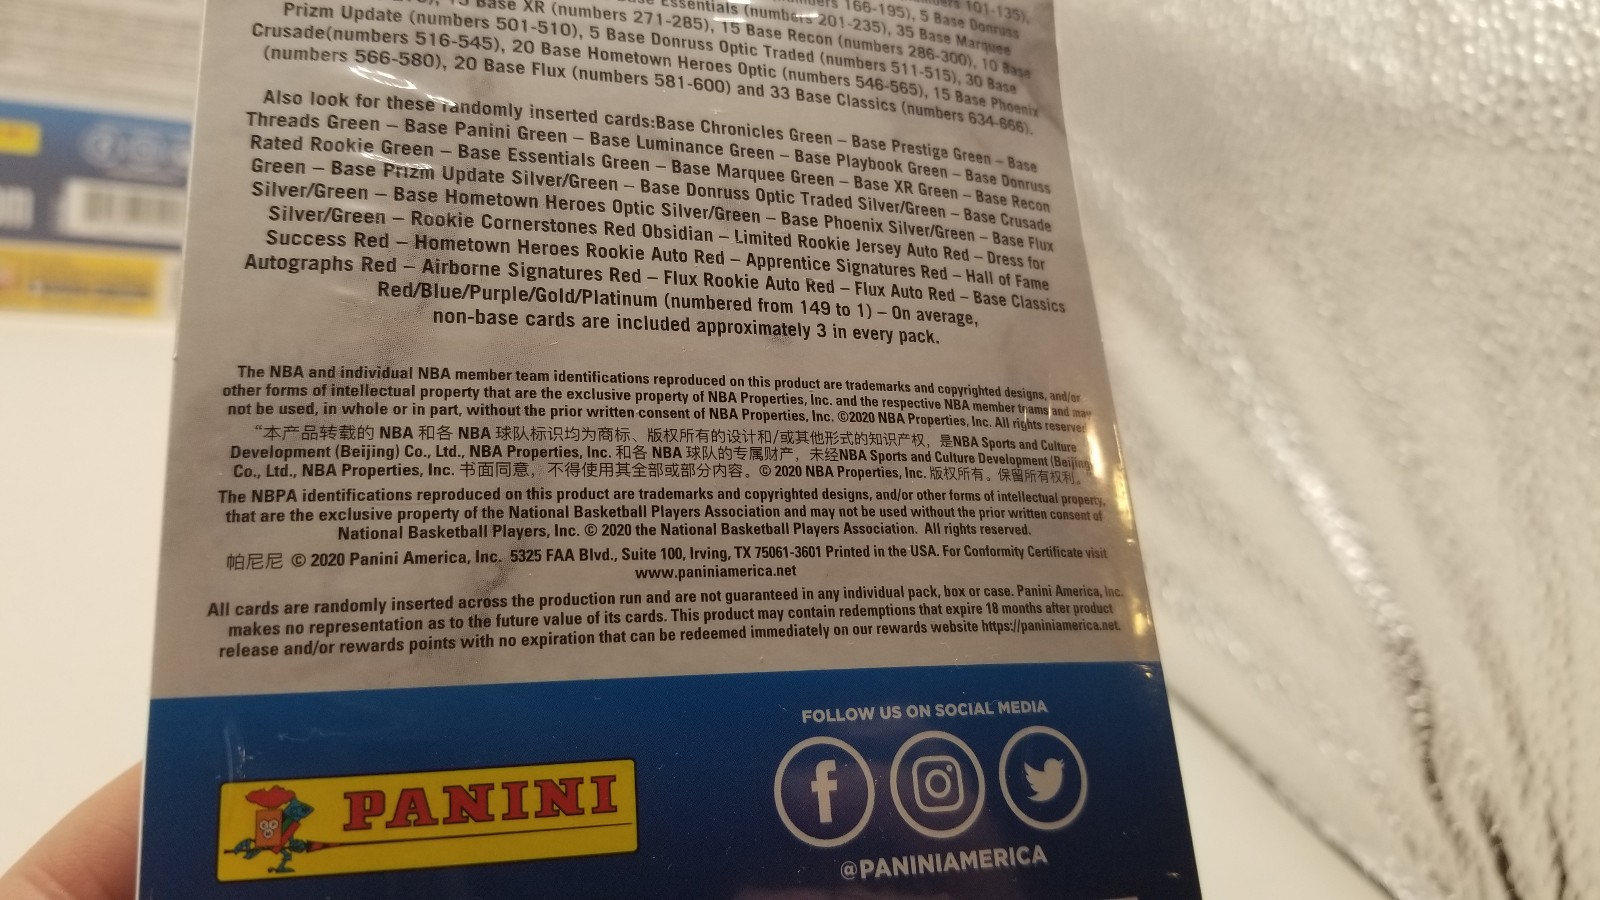 166-195), 5 Base Donruss
Base XR (numbers 271-285), 15 Base Recon (numbers 286-300), 10 Base
Essentials (numbers 201-235), 35 Base Marquee
Prizm Update (numbers 501-510), 5 Base Donruss Optic Traded (numbers 511-515), 30 Base
Crusade(numbers 516-545), 20 Base Hometown Heroes Optic (numbers 546-565), 15 Base Phoenix
(numbers 566-580), 20 Base Flux (numbers 581-600) and 33 Base Classics (numbers 634-666).
Also look for these randomly inserted cards:Base Chronicles Green – Base Prestige Green – Base
Threads Green – Base Panini Green – Base Luminance Green – Base Playbook Green – Base Donruss
Rated Rookie Green – Base Essentials Green – Base Marquee Green – Base XR Green – Base Recon
Green – Base Prizm Update Silver/Green – Base Donruss Optic Traded Silver/Green – Base Crusade
Silver/Green – Base Hometown Heroes Optic Silver/Green – Base Phoenix Silver/Green – Base Flux
Silver/Green – Rookie Cornerstones Red Obsidian – Limited Rookie Jersey Auto Red – Dress for
Success Red – Hometown Heroes Rookie Auto Red – Apprentice Signatures Red – Hall of Fame
Autographs Red – Airborne Signatures Red – Flux Rookie Auto Red – Flux Auto Red – Base Classics
Red/Blue/Purple/Gold/Platinum (numbered from 149 to 1) – On average,
non-base cards are included approximately 3 in every pack.
The NBA and individual NBA member team identifications reproduced on this product are trademarks and copyrighted designs, and/or
other forms of intellectual property that are the exclusive property of NBA Properties, Inc. and the respective NBA member teams and may
not be used, in whole or in part, without the prior written consent of NBA Properties, Inc. ©2020 NBA Properties, Inc. All rights reserved
“本产品转载的 NBA 和各 NBA 球队标识均为商标、版权所有的设计和/或其他形式的知识产权，是NBA Sports and Culture
Development (Beijing) Co., Ltd., NBA Properties, Inc. 和各 NBA 球队的专属财产，未经NBA Sports and Culture Development (Beijing)
Co., Ltd., NBA Properties, Inc. 书面同意，不得使用其全部或部分内容。© 2020 NBA Properties, Inc. 版权所有。保留所有权利。
The NBPA identifications reproduced on this product are trademarks and copyrighted designs, and/or other forms of intellectual property,
that are the exclusive property of the National Basketball Players Association and may not be used without the prior written consent of
National Basketball Players, Inc. © 2020 the National Basketball Players Association. All rights reserved.
帕尼尼 © 2020 Panini America, Inc. 5325 FAA Blvd., Suite 100, Irving, TX 75061-3601 Printed in the USA. For Conformity Certificate visit
www.paniniamerica.net
All cards are randomly inserted across the production run and are not guaranteed in any individual pack, box or case. Panini America, Inc.
makes no representation as to the future value of its cards. This product may contain redemptions that expire 18 months after product
release and/or rewards points with no expiration that can be redeemed immediately on our rewards website https://paniniamerica.net.
FOLLOW US ON SOCIAL MEDIA
PANINI
@PANINIAMERICA